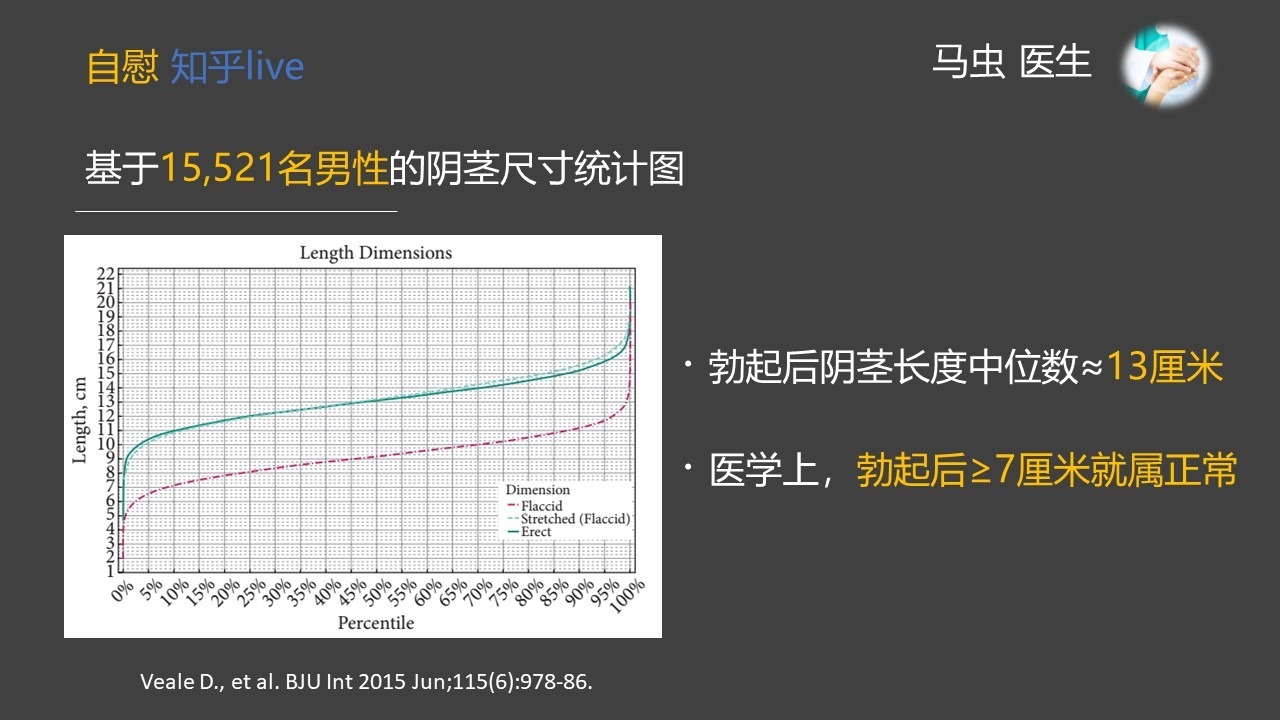 自慰 知乎live
马虫 医生
基于15,521名男性的阴茎尺寸统计图
Length Dimensions
22
21
20
19
18
17
16
15
14
13
12
11
10
9
8
7
6
5
4
3
2
1
Length, cm
Dimension
Flaccid
Stretched (Flaccid)
Erect
0% 5% 10% 15% 20% 25% 30% 35% 40% 45% 50% 55% 60% 65% 70% 75% 80% 85% 90% 95% 100%
Percentile
· 勃起后阴茎长度中位数≈13厘米
· 医学上，勃起后≥7厘米就属正常
Veale D., et al. BJU Int 2015 Jun;115(6):978-86.